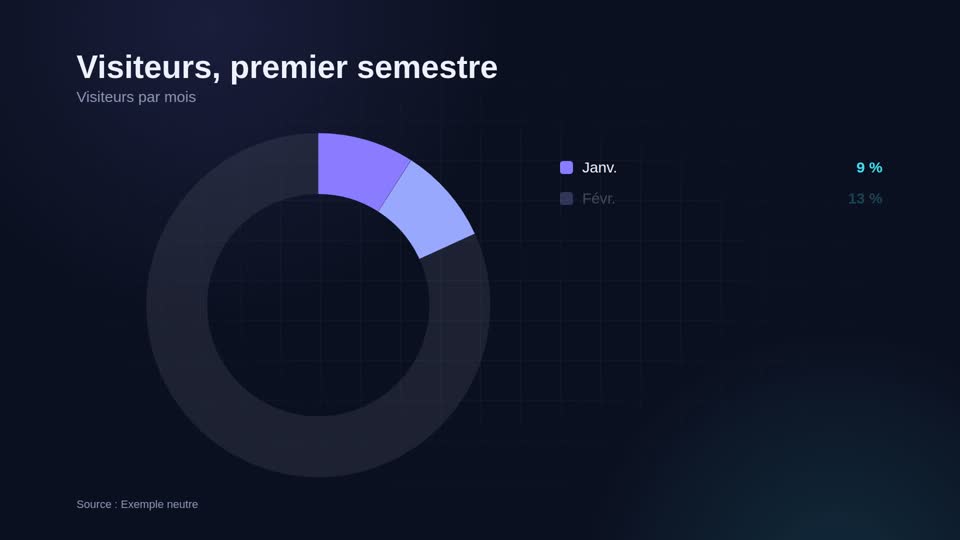 Visiteurs, premier semestre
Visiteurs par mois
Janv. 9 %
Févr. 13 %
Source : Exemple neutre